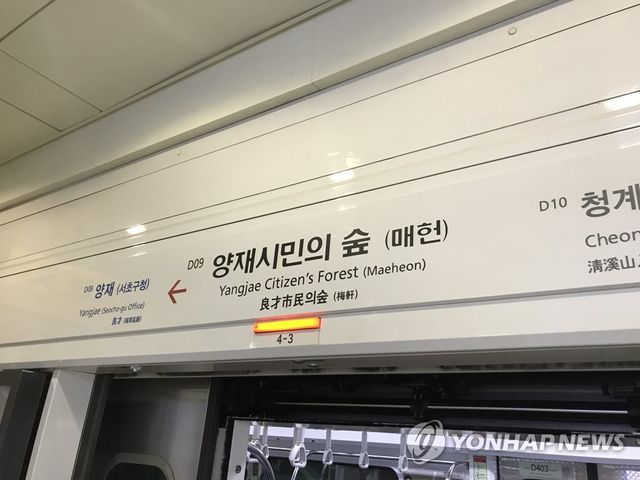 D08 양재 (서초구청)
Yangjae (Seocho-gu Office)
良才
D09 양재시민의 숲 (매헌)
Yangjae Citizen's Forest (Maeheon)
良才市民의숲 (梅軒)
D10 청계
Cheon
淸溪山
4-3
D403
YONHAP NEWS